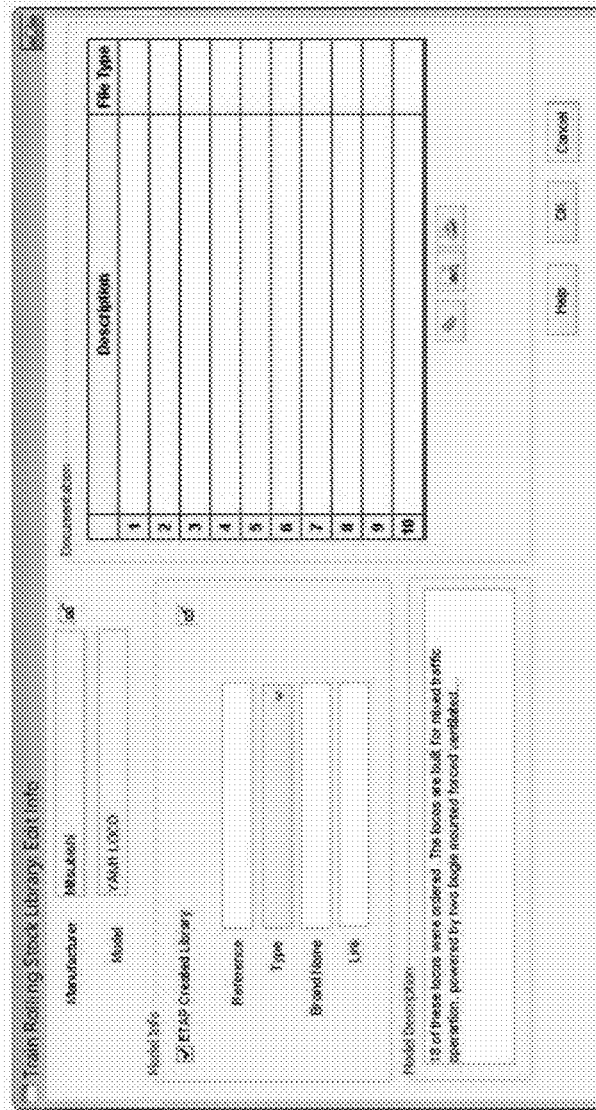 Train Rolling Stock Library Edit Info
Manufacturer Mitsubishi
Model YAMR LOCO
Model Info
ETAP Created Library
Reference
Type
Brand Name
Link
Model Description
18 of these locos were ordered. The locos are built for mixed traffic
operation, powered by two bogie mounted forced ventilated...
Documentation
Description File Type
1
2
3
4
5
6
7
8
9
10
Help OK Cancel